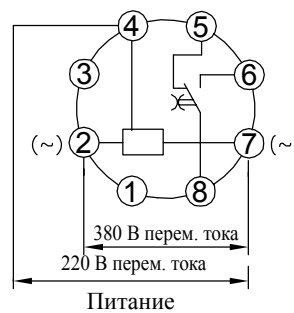 4 5
3 6
(~) 2 7 (~
1 8
380 В перем. тока
220 В перем. тока
Питание